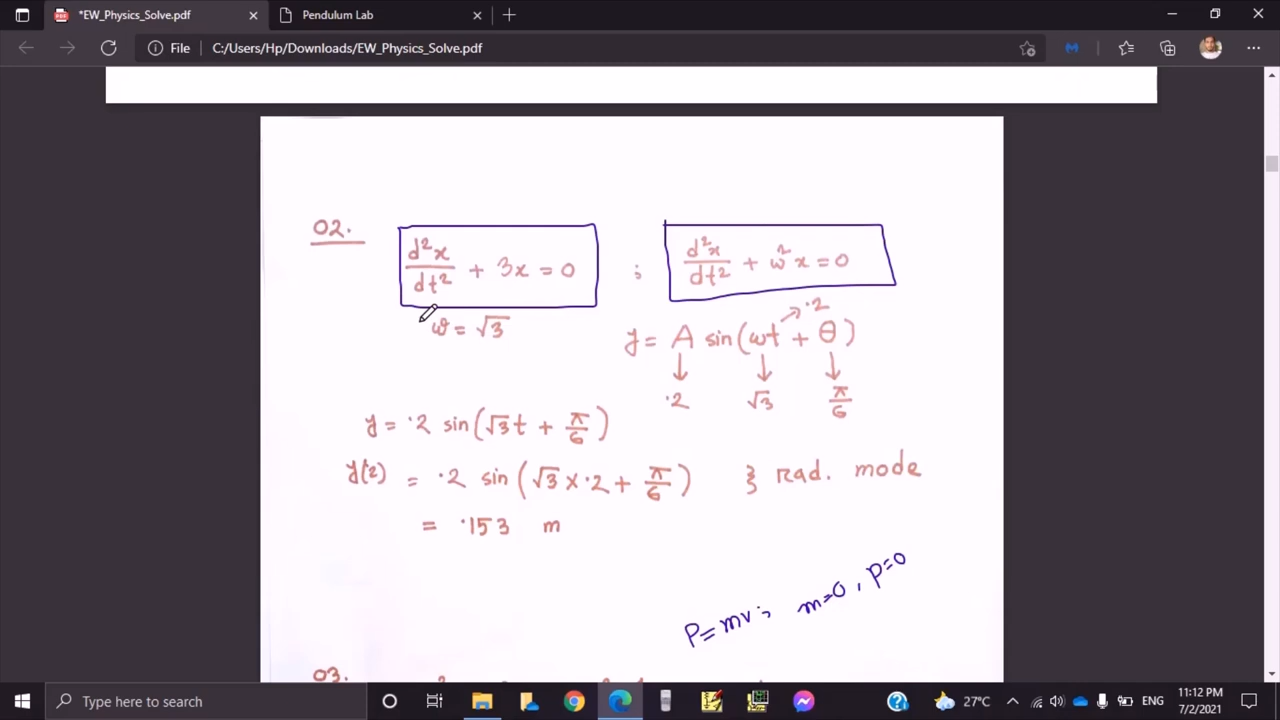 *EW_Physics_Solve.pdf
Pendulum Lab
File C:/Users/Hp/Downloads/EW_Physics_Solve.pdf
02.
d²x/dt² + 3x = 0 ; d²x/dt² + ω²x = 0
ω = √3
y = A sin(ωt + θ)
·2
·2 √3 π/6
y = ·2 sin(√3t + π/6)
y(2) = ·2 sin(√3 x ·2 + π/6) } rad. mode
= ·153 m
P = mv ; m=0 , p=0
03.
Type here to search
27°C
ENG
11:12 PM
7/2/2021